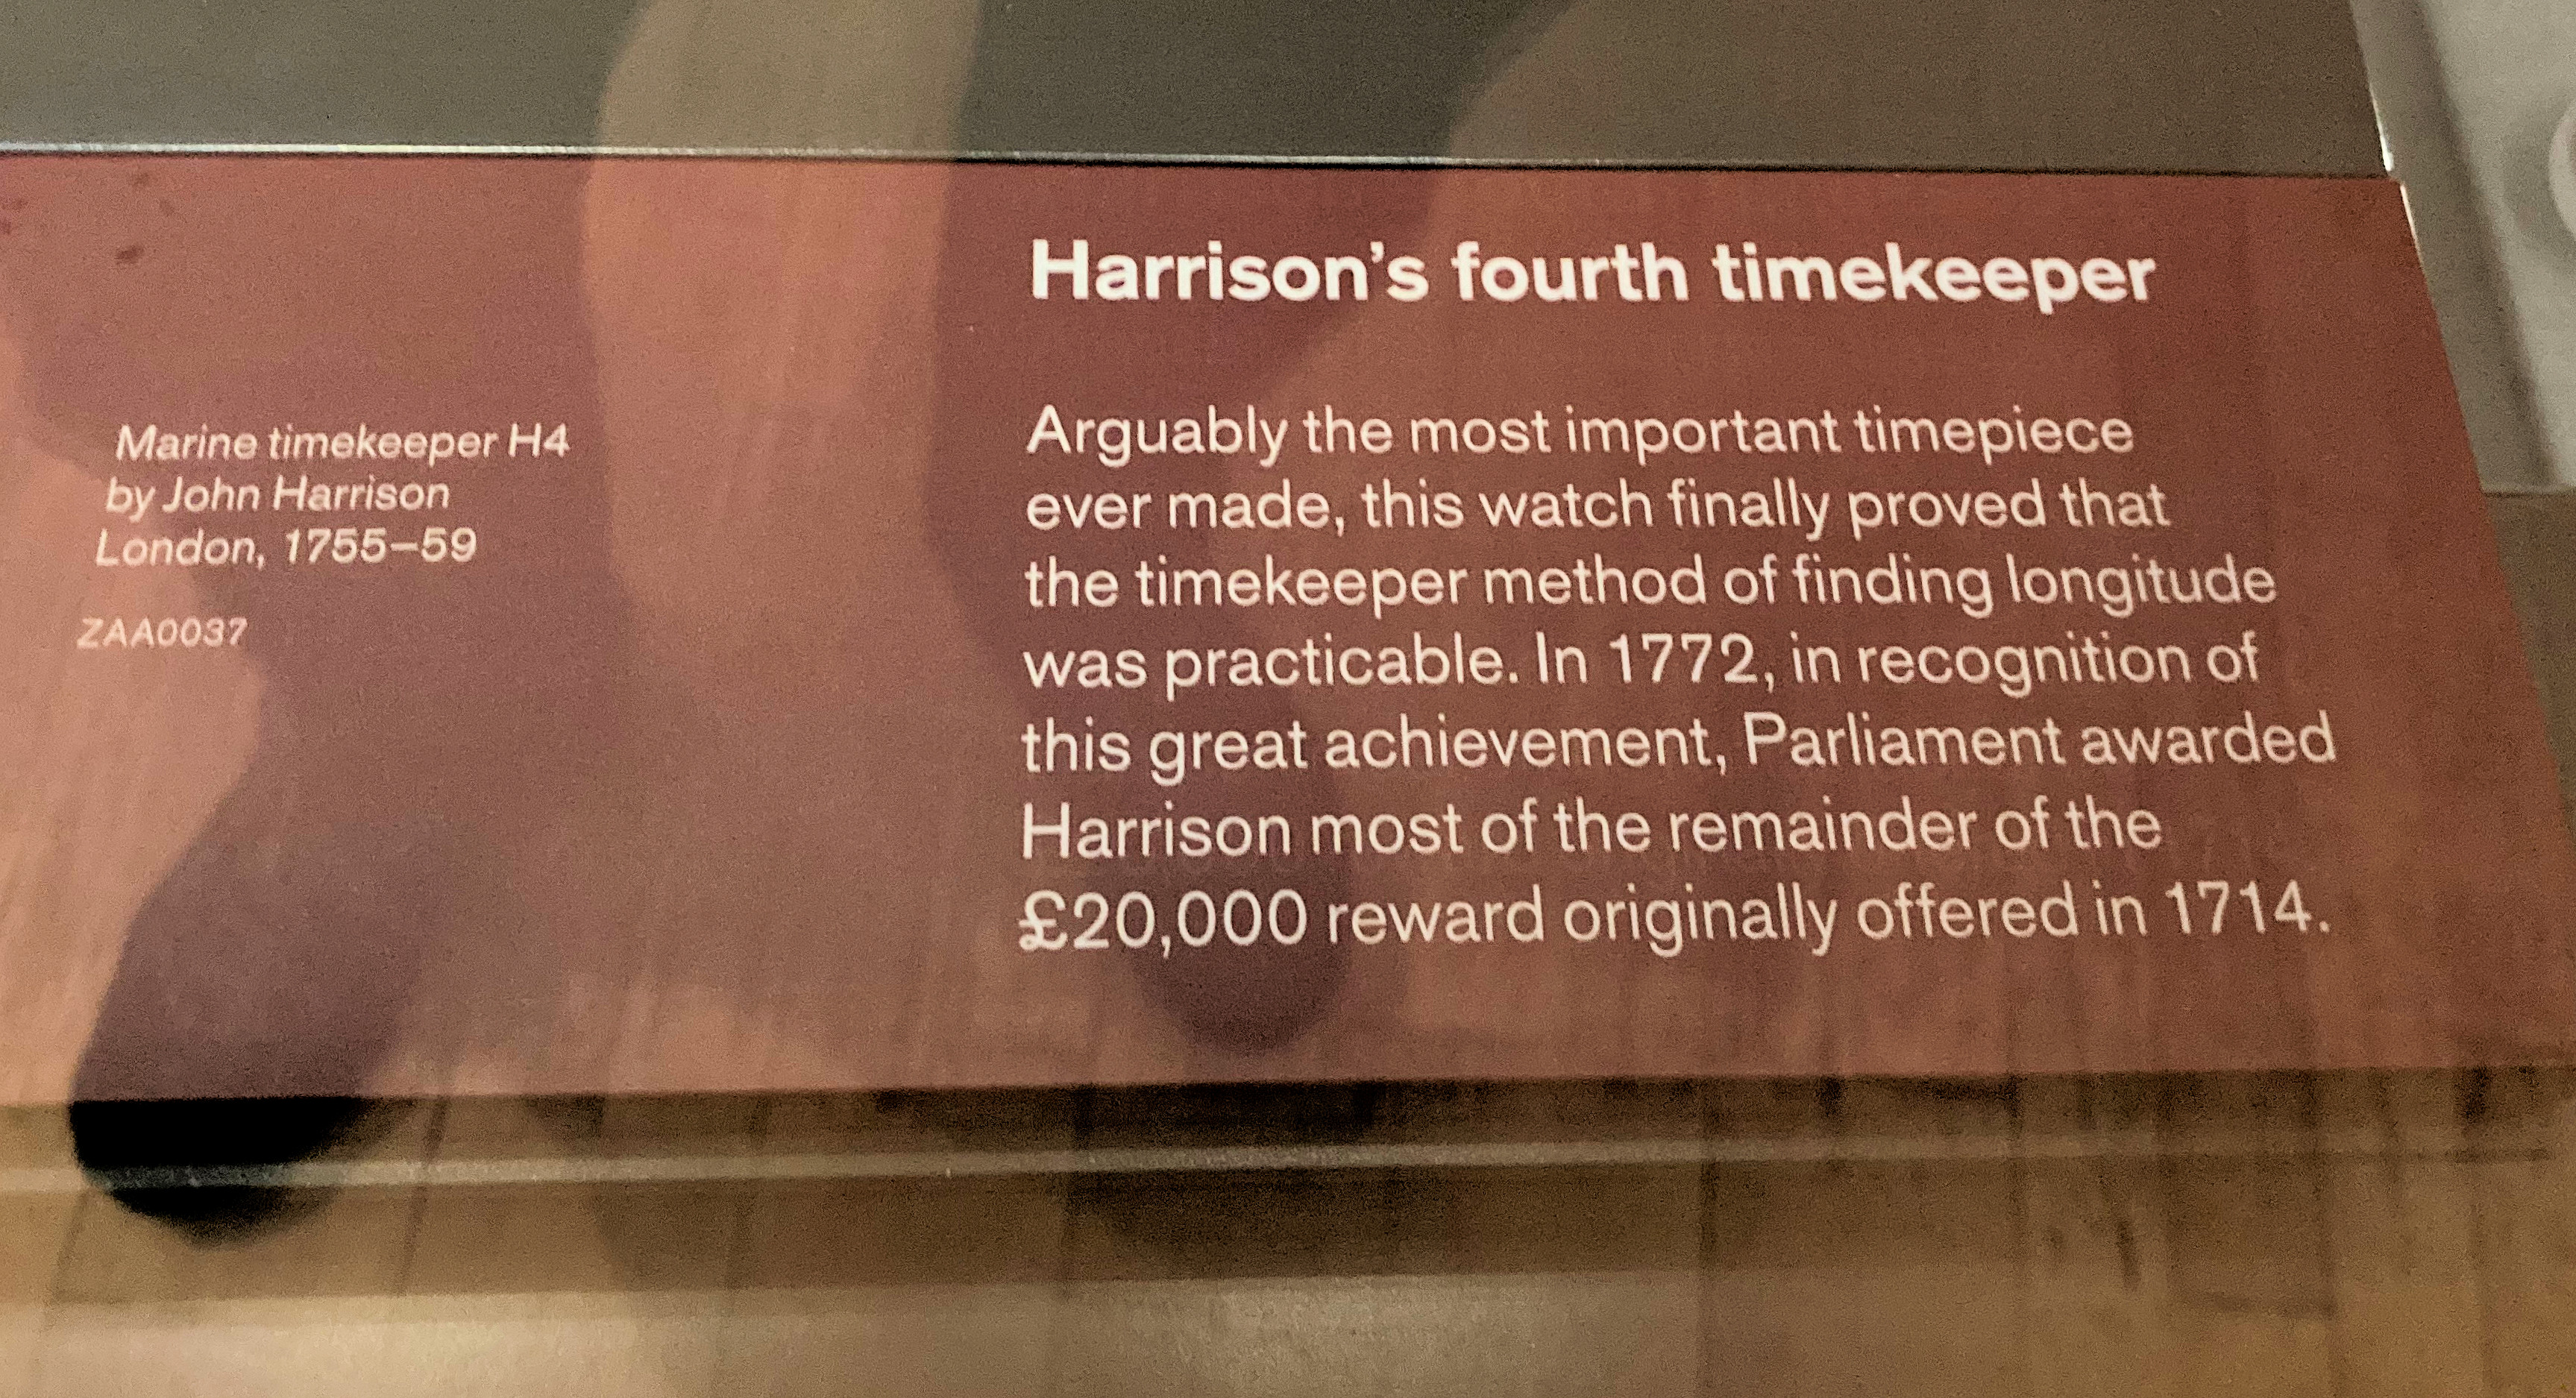 Harrison's fourth timekeeper
Marine timekeeper H4
by John Harrison
London, 1755–59
ZAA0037
Arguably the most important timepiece
ever made, this watch finally proved that
the timekeeper method of finding longitude
was practicable. In 1772, in recognition of
this great achievement, Parliament awarded
Harrison most of the remainder of the
£20,000 reward originally offered in 1714.